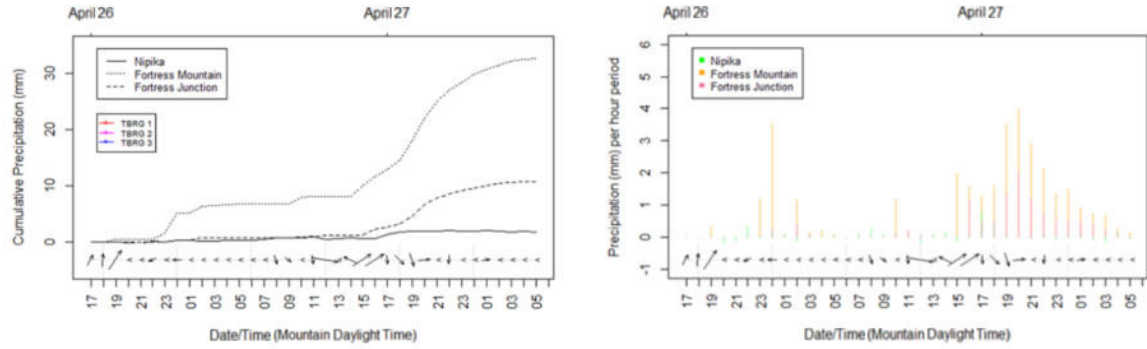 April 26
April 27
Cumulative Precipitation (mm)
30
20
10
0
Nipika
Fortress Mountain
Fortress Junction
TBRG 1
TBRG 2
TBRG 3
17 19 21 23 01 03 05 07 09 11 13 15 17 19 21 23 01 03 05
Date/Time (Mountain Daylight Time)
April 26
April 27
Precipitation (mm) per hour period
6
5
4
3
2
1
0
-1
Nipika
Fortress Mountain
Fortress Junction
17 19 21 23 01 03 05 07 09 11 13 15 17 19 21 23 01 03 05
Date/Time (Mountain Daylight Time)